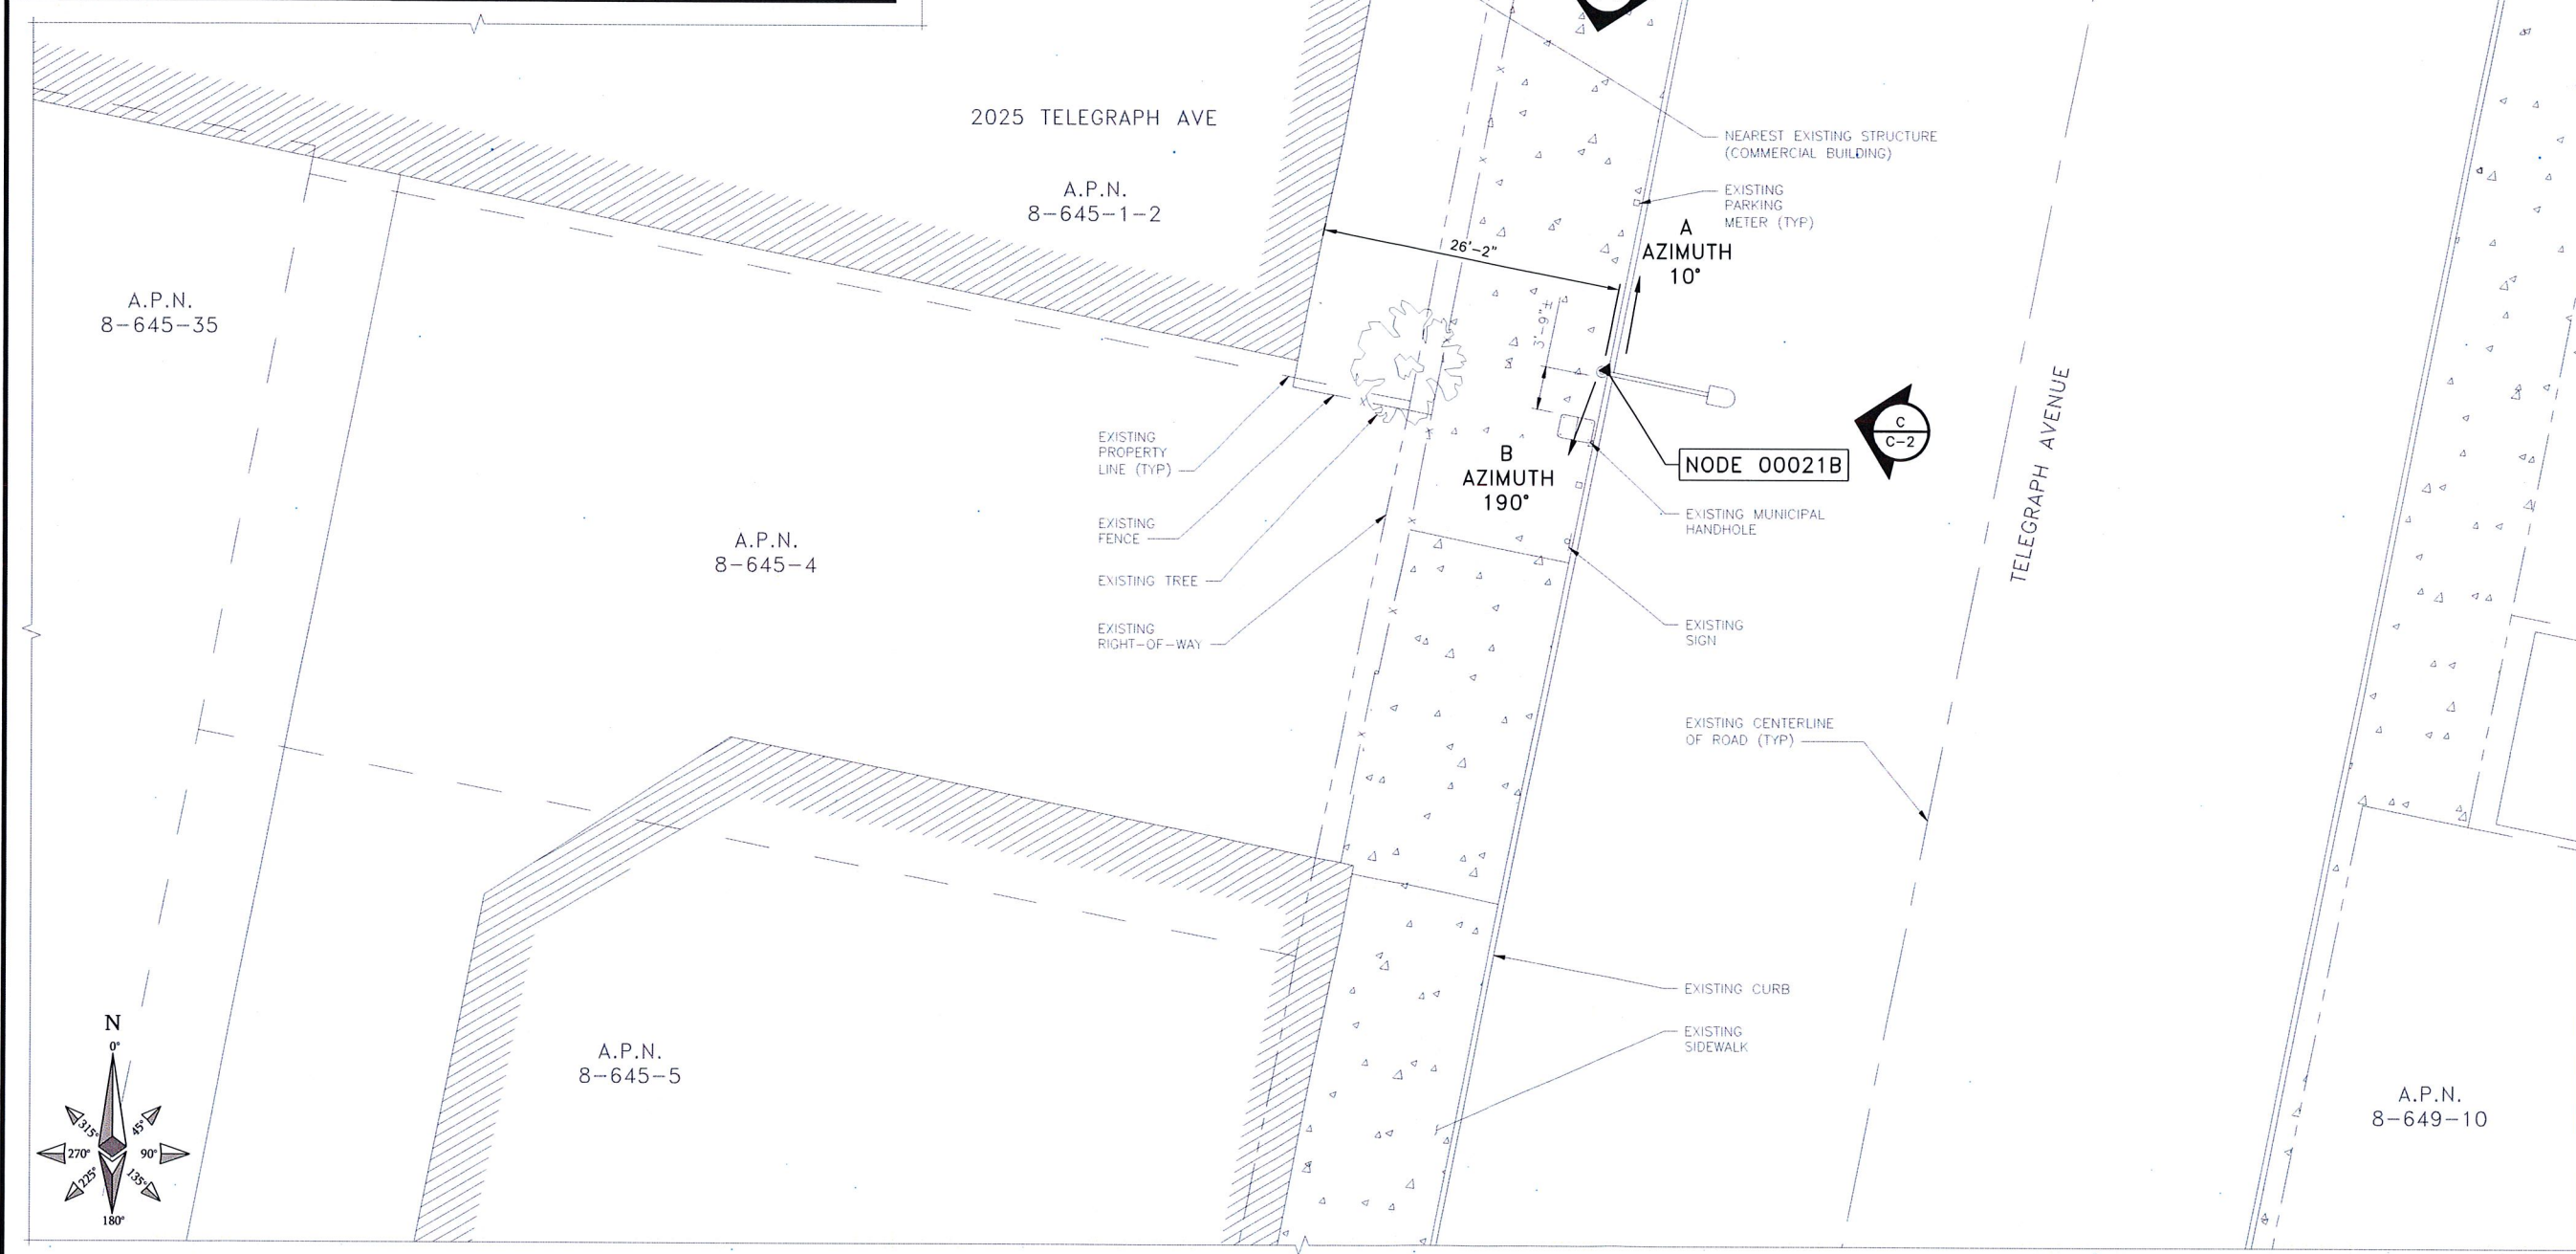 2025 TELEGRAPH AVE
A.P.N.
8-645-1-2
A.P.N.
8-645-35
A.P.N.
8-645-4
A.P.N.
8-645-5
A.P.N.
8-649-10
NEAREST EXISTING STRUCTURE
(COMMERCIAL BUILDING)
EXISTING
PARKING
METER (TYP)
A
AZIMUTH
10°
26'-2"
3'-9"±
B
AZIMUTH
190°
NODE 00021B
C
C-2
TELEGRAPH AVENUE
EXISTING
PROPERTY
LINE (TYP)
EXISTING
FENCE
EXISTING TREE
EXISTING
RIGHT-OF-WAY
EXISTING MUNICIPAL
HANDHOLE
EXISTING
SIGN
EXISTING CENTERLINE
OF ROAD (TYP)
EXISTING CURB
EXISTING
SIDEWALK
N
0°
315°
45°
270°
90°
225°
135°
180°